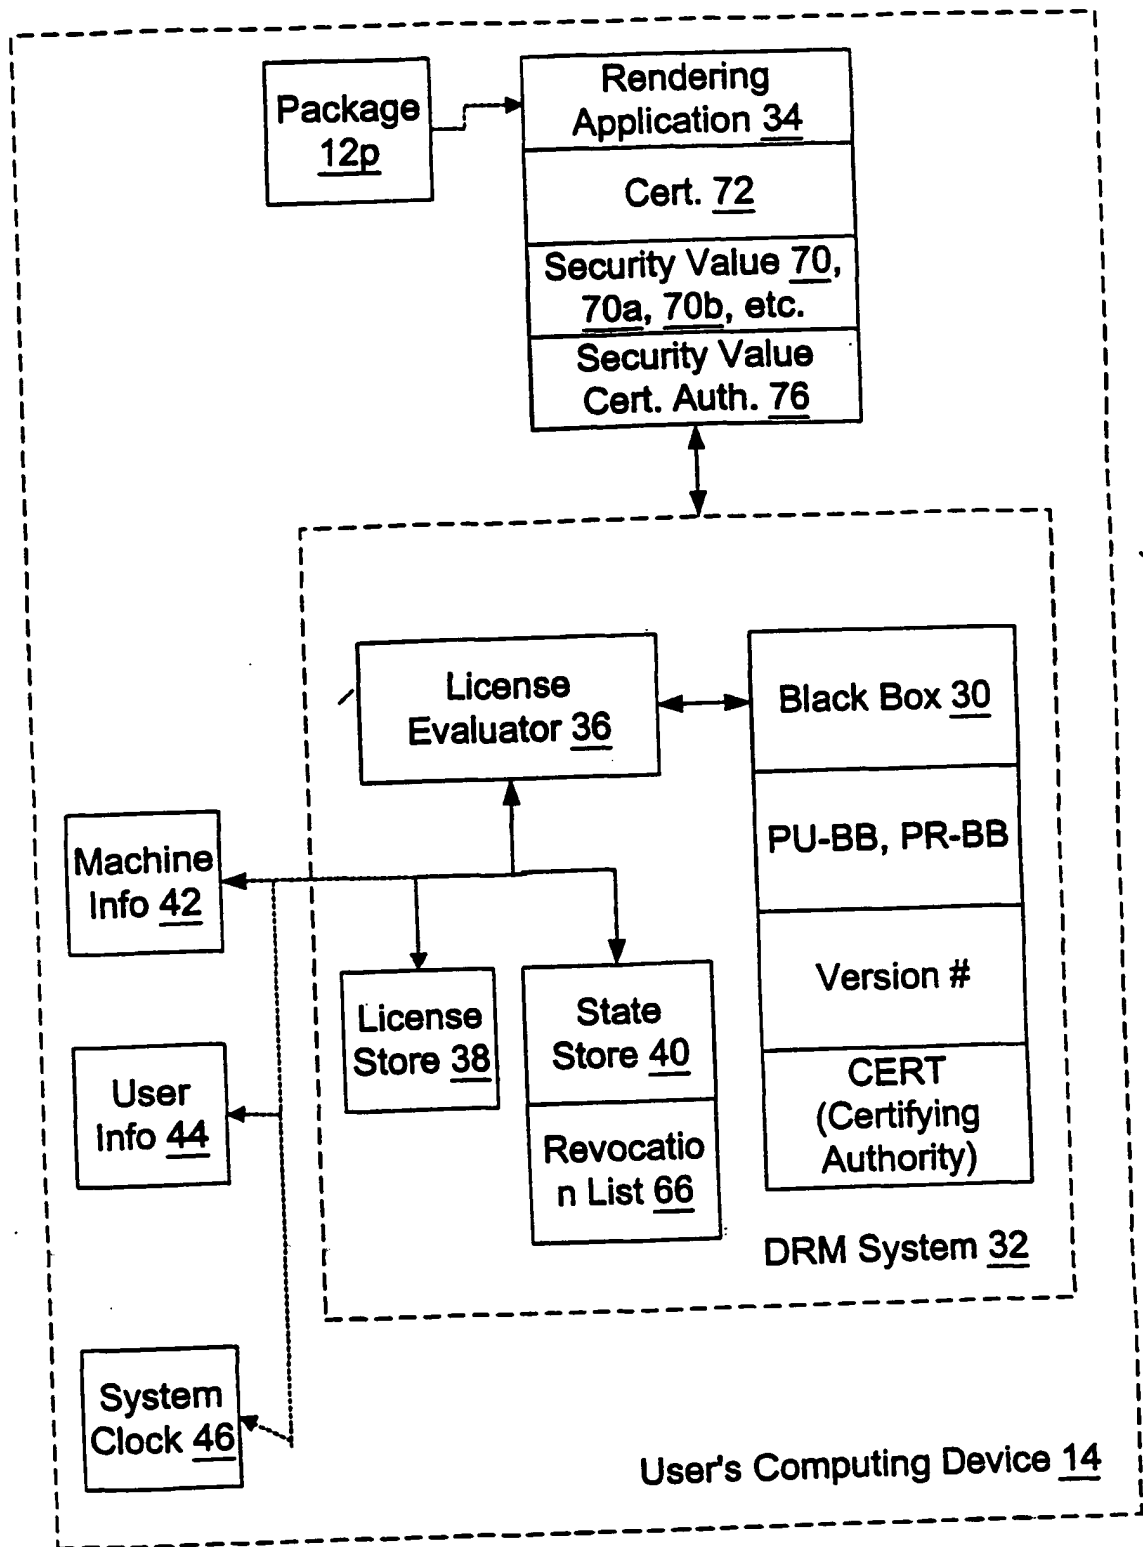 Package
12p
Rendering
Application 34
Cert. 72
Security Value 70,
70a, 70b, etc.
Security Value
Cert. Auth. 76
License
Evaluator 36
Black Box 30
PU-BB, PR-BB
Version #
CERT
(Certifying
Authority)
Machine
Info 42
License
Store 38
State
Store 40
Revocatio
n List 66
User
Info 44
DRM System 32
System
Clock 46
User's Computing Device 14